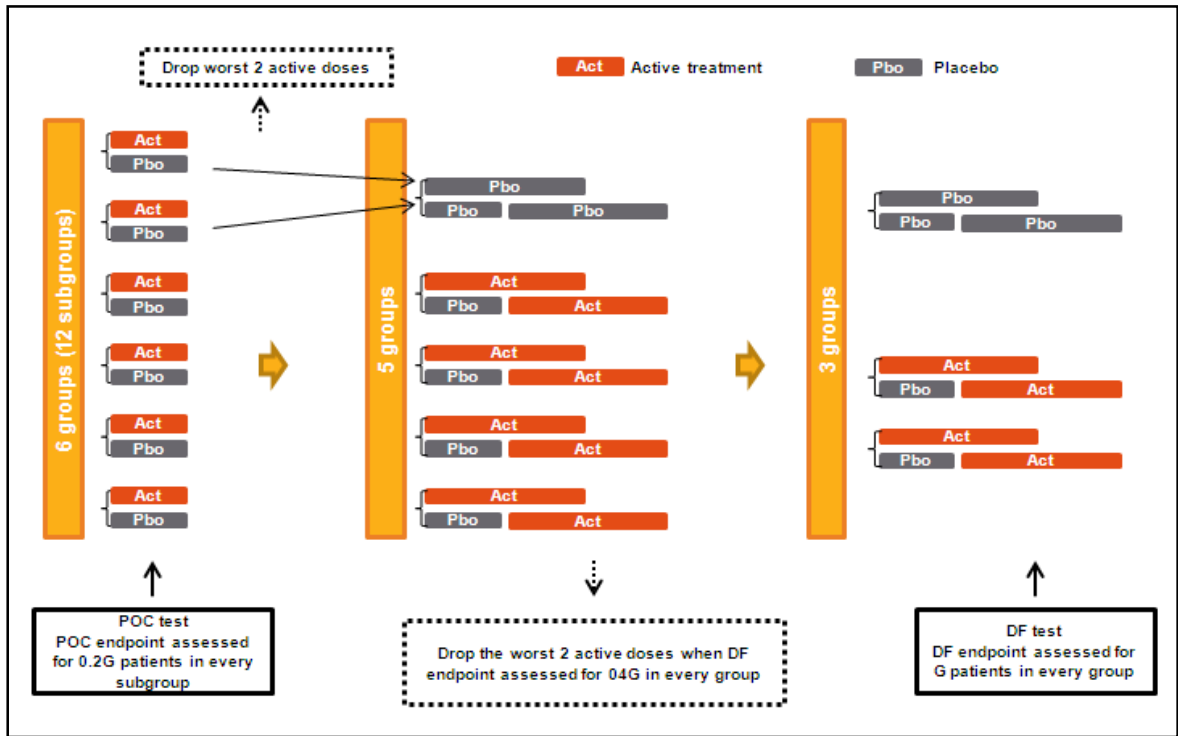 Drop worst 2 active doses
Act Active treatment
Pbo Placebo
6 groups (12 subgroups)
Act
Pbo
Act
Pbo
Act
Pbo
Act
Pbo
Act
Pbo
Act
Pbo
5 groups
Pbo
Pbo Pbo
Act
Pbo Act
Act
Pbo Act
Act
Pbo Act
Act
Pbo Act
3 groups
Pbo
Pbo Pbo
Act
Pbo Act
Act
Pbo Act
POC test
POC endpoint assessed
for 0.2G patients in every
subgroup
Drop the worst 2 active doses when DF
endpoint assessed for 04G in every group
DF test
DF endpoint assessed for
G patients in every group